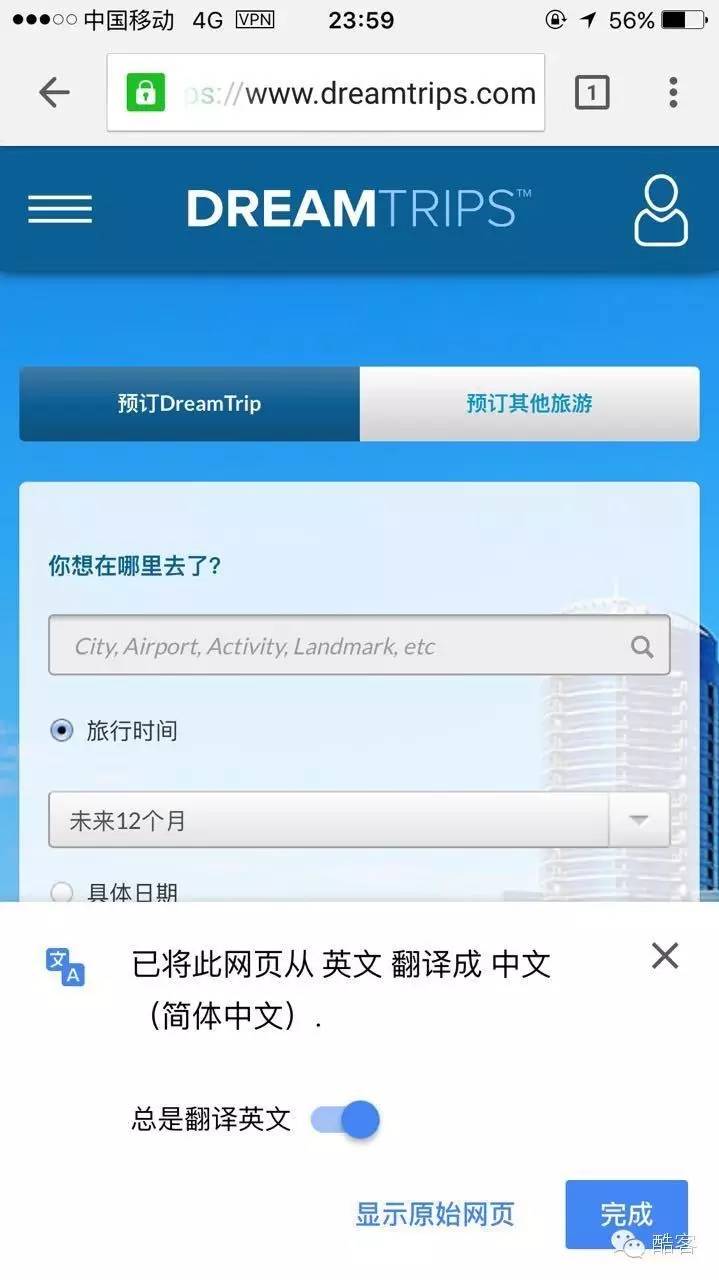 中国移动 4G VPN 23:59 56%
ps://www.dreamtrips.com 1
DREAMTRIPS™
预订DreamTrip 预订其他旅游
你想在哪里去了?
City, Airport, Activity, Landmark, etc
旅行时间
未来12个月
具体日期
文A
已将此网页从 英文 翻译成 中文
（简体中文）.
总是翻译英文
显示原始网页 完成
酷客